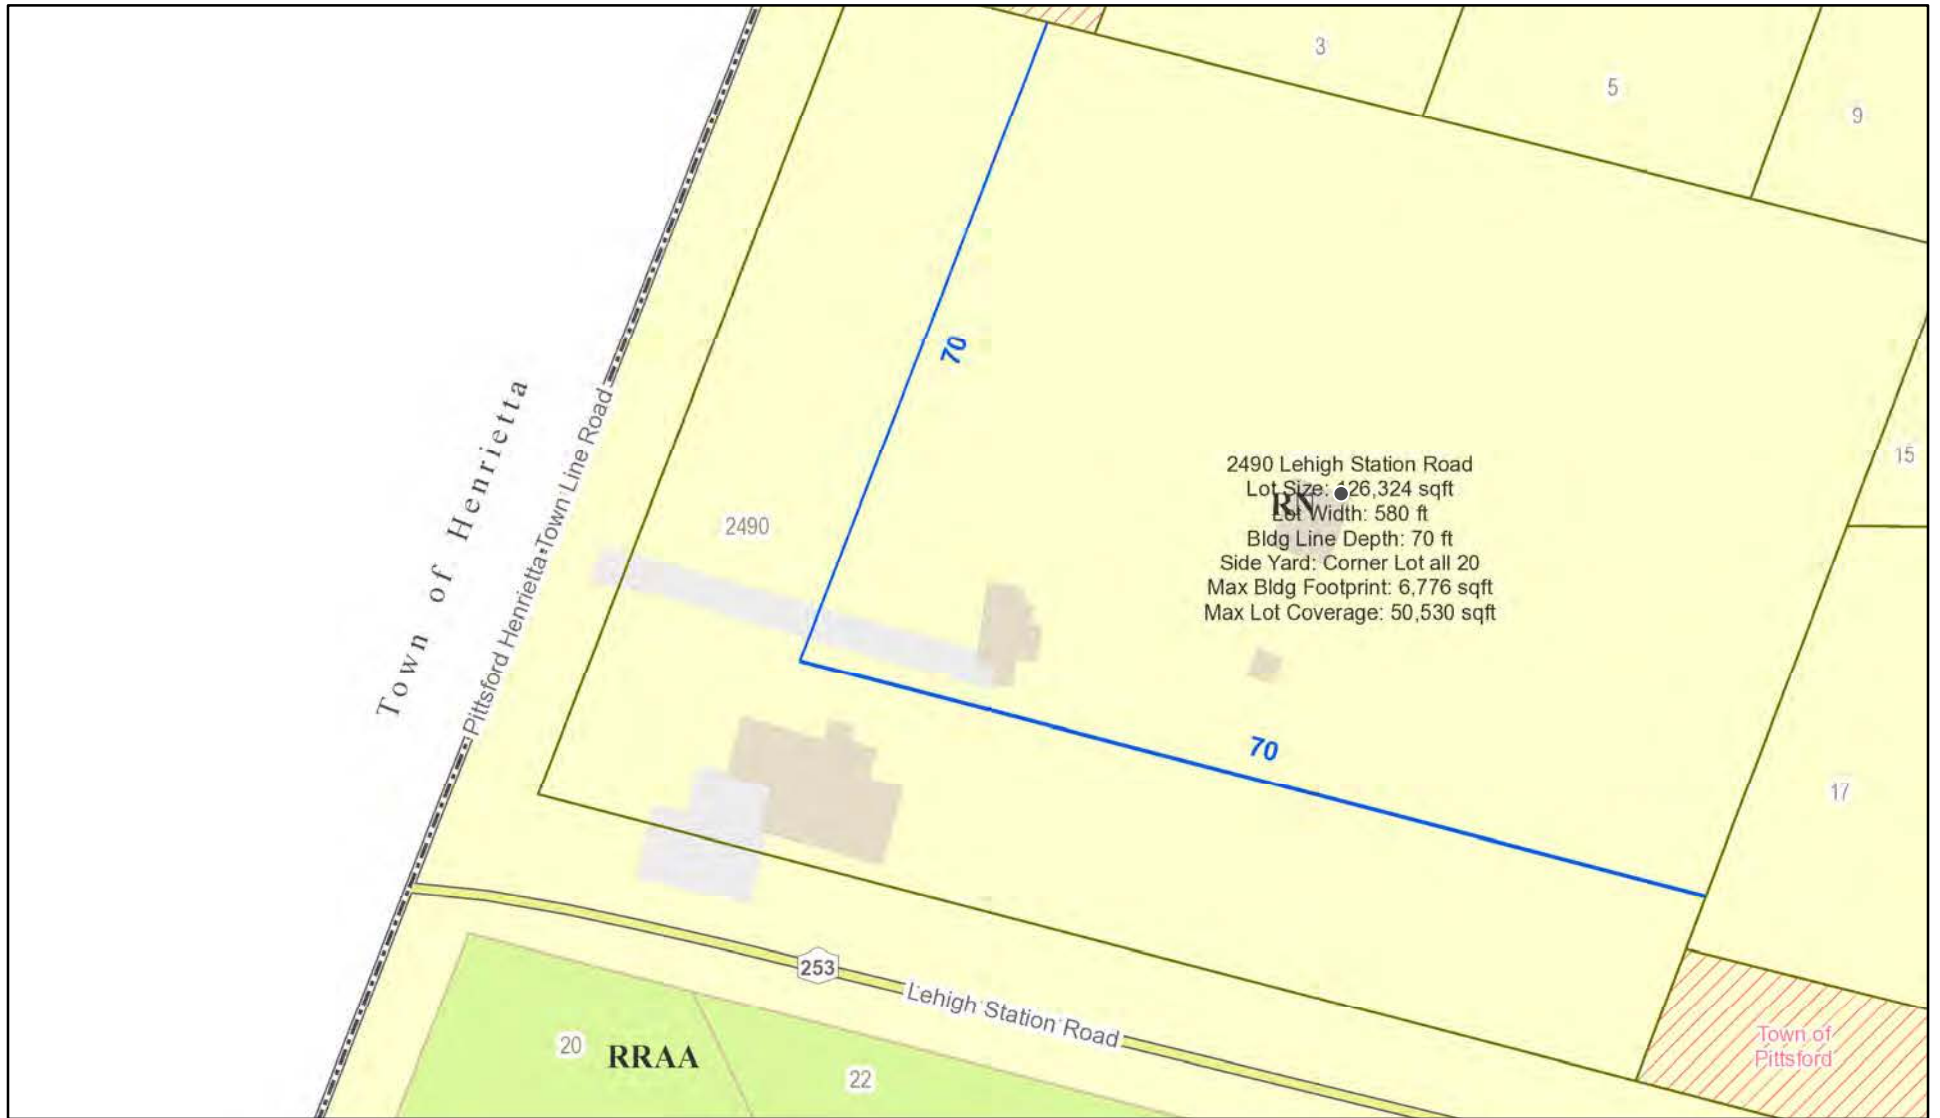 3
5
9
15
17
Town of Henrietta
Pittsford Henrietta Town Line Road
70
2490
2490 Lehigh Station Road
Lot Size: 126,324 sqft
RN
Lot Width: 580 ft
Bldg Line Depth: 70 ft
Side Yard: Corner Lot all 20
Max Bldg Footprint: 6,776 sqft
Max Lot Coverage: 50,530 sqft
70
253
Lehigh Station Road
20
RRAA
22
Town of
Pittsford